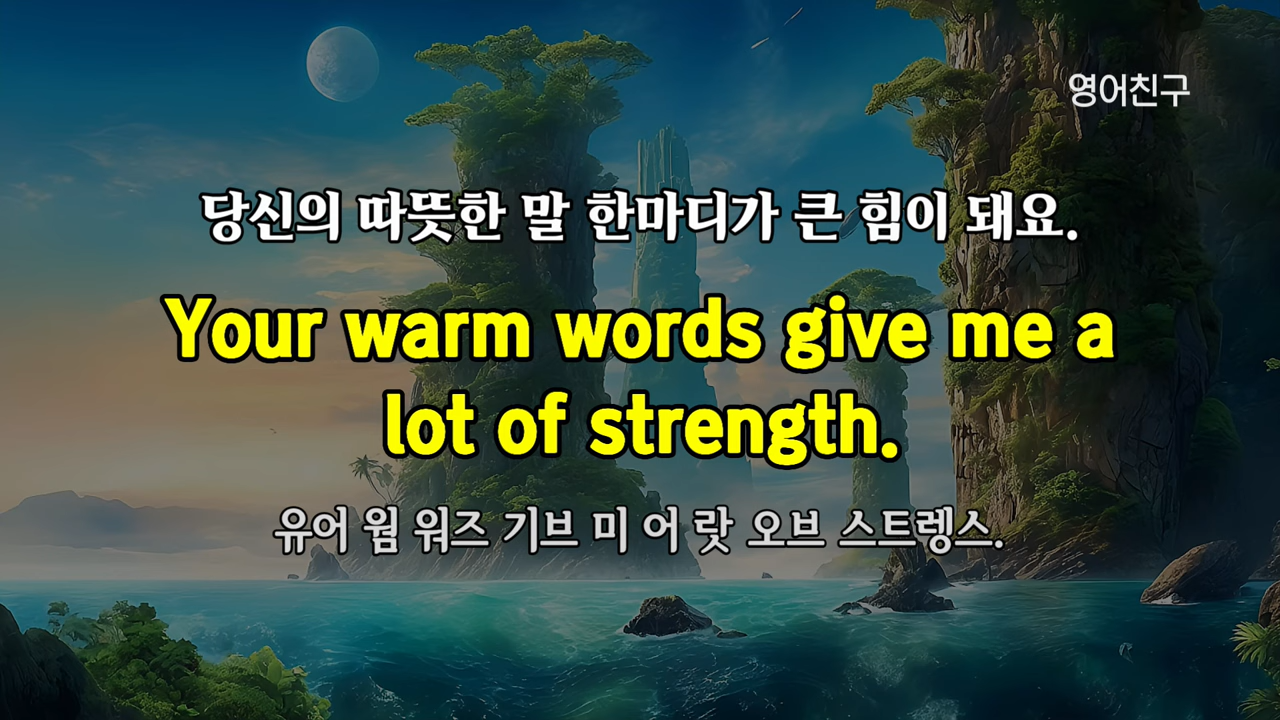 영어친구
당신의 따뜻한 말 한마디가 큰 힘이 돼요.
Your warm words give me a
lot of strength.
유어 웜 워즈 기브 미 어 랏 오브 스트렝스.